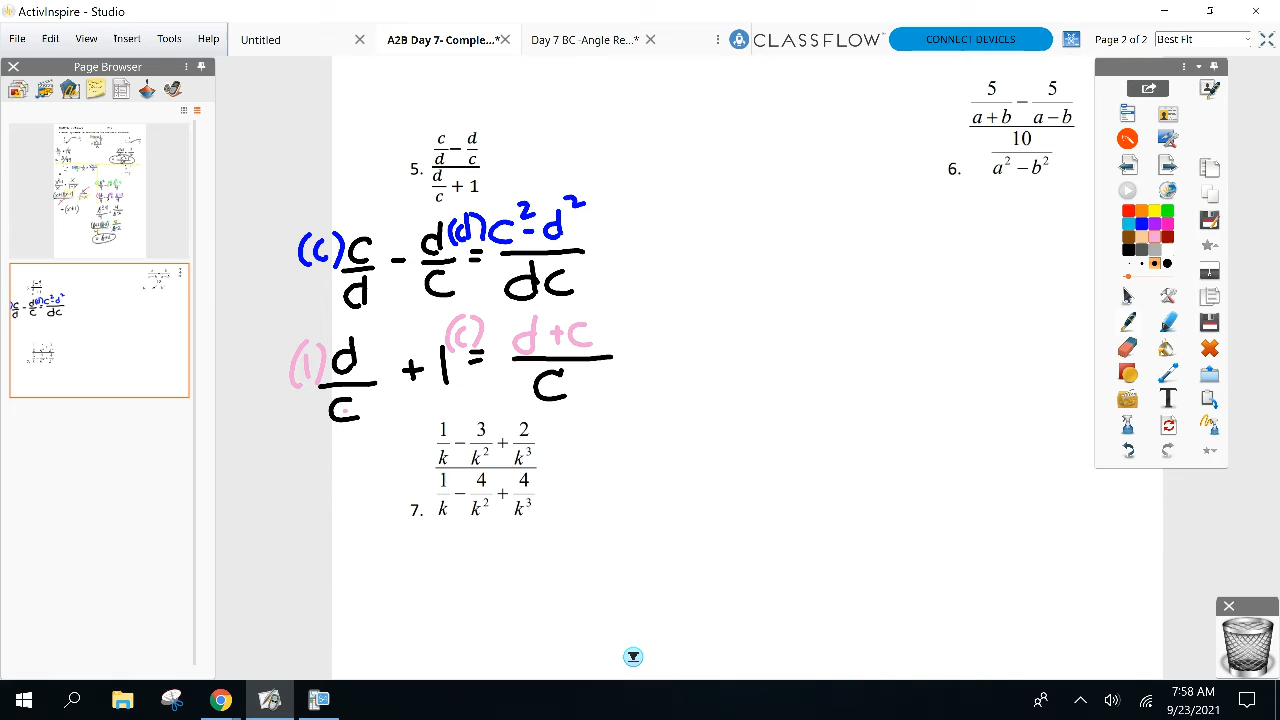 ActivInspire - Studio
File Edit View Insert Tools Help
Untitled
A2B Day 7- Comple...*
Day 7 BC -Angle Re... *
CLASSFLOW
CONNECT DEVICES
Page 2 of 2
Best Fit
Page Browser
5. (c/d − d/c) / (d/c + 1)
6. (5/(a + b) − 5/(a − b)) / (10/(a² − b²))
(c) c/d - d/c (d) = (c² - d²)/dc
(1) d/c + 1 (c) = (d + c)/c
7. (1/k − 3/k² + 2/k³) / (1/k − 4/k² + 4/k³)
T
7:58 AM
9/23/2021